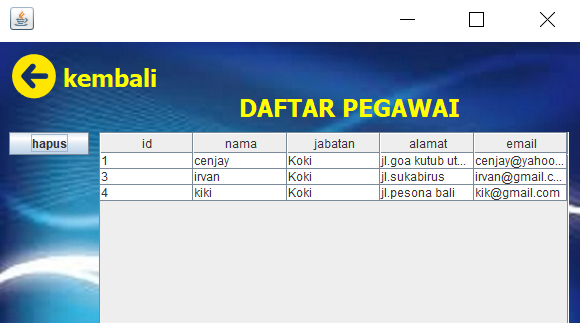 kembali
DAFTAR PEGAWAI
hapus
id nama jabatan alamat email
1 cenjay Koki jl.goa kutub ut... cenjay@yahoo...
3 irvan Koki jl.sukabirus irvan@gmail.c...
4 kiki Koki jl.pesona bali kik@gmail.com